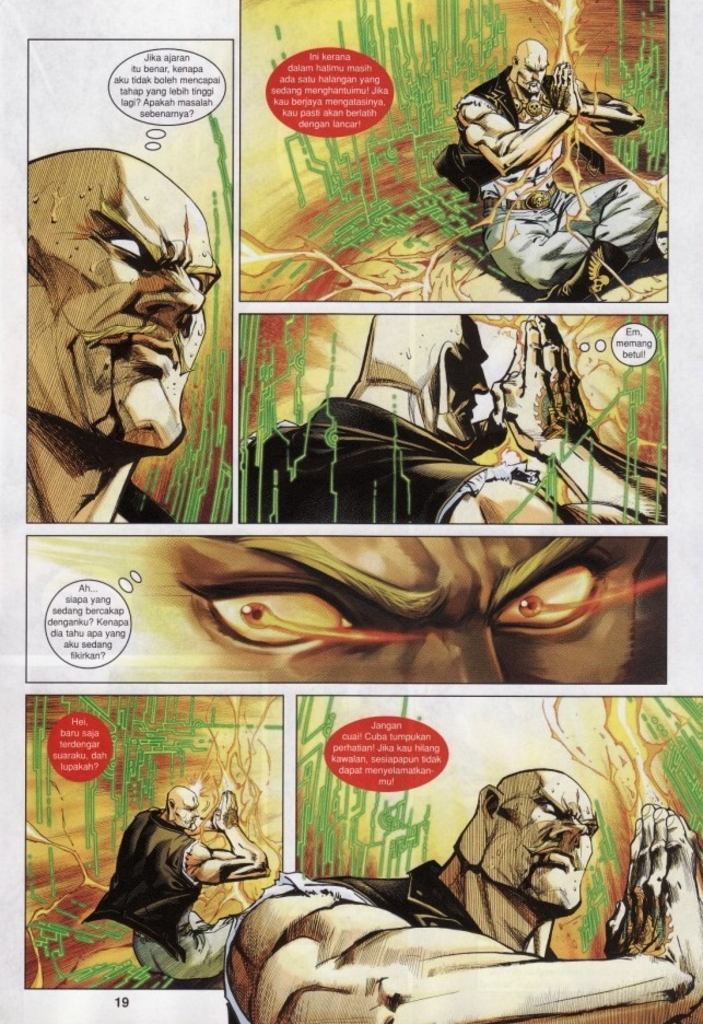 Jika ajaran
itu benar, kenapa
aku tidak boleh mencapai
tahap yang lebih tinggi
lagi? Apakah masalah
sebenarnya?
Ini kerana
dalam hatimu masih
ada satu halangan yang
sedang menghantuimu! Jika
kau berjaya mengatasinya,
kau pasti akan berlatih
dengan lancar!
Em,
memang
betul!
Ah...
siapa yang
sedang bercakap
denganku? Kenapa
dia tahu apa yang
aku sedang
fikirkan?
Hei,
baru saja
terdengar
suaraku, dah
lupakah?
Jangan
cuai! Cuba tumpukan
perhatian! Jika kau hilang
kawalan, sesiapapun tidak
dapat menyelamatkan-
mu!
19